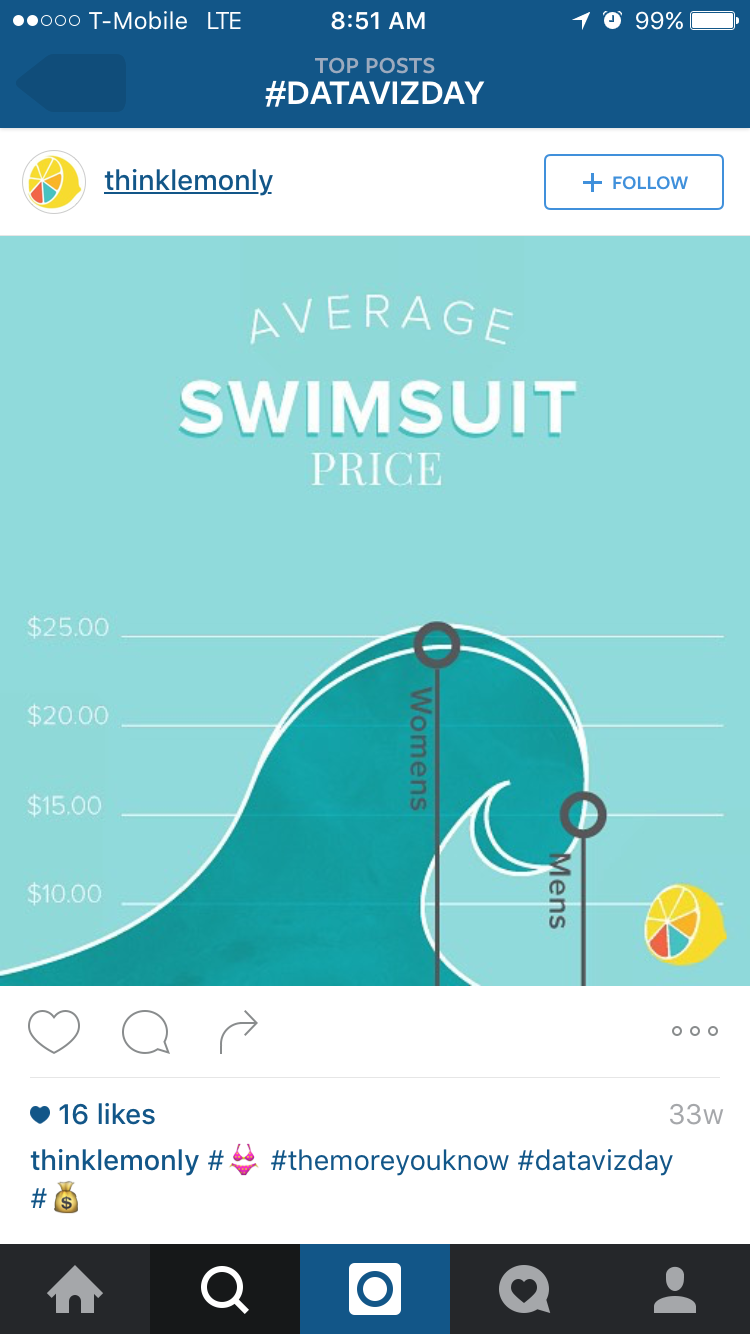 T-Mobile LTE 8:51 AM 99%
TOP POSTS
#DATAVIZDAY
thinklemonly + FOLLOW
AVERAGE
SWIMSUIT
PRICE
$25.00
$20.00
$15.00
$10.00
Womens
Mens
16 likes 33w
thinklemonly #👙 #themoreyouknow #datavizday
#💰